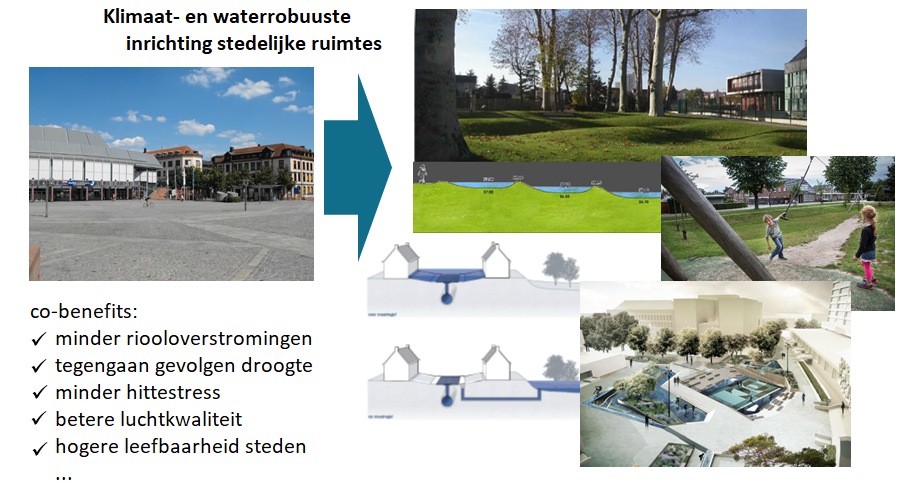 Klimaat- en waterrobuuste
inrichting stedelijke ruimtes
co-benefits:
✓ minder riooloverstromingen
✓ tegengaan gevolgen droogte
✓ minder hittestress
✓ betere luchtkwaliteit
✓ hogere leefbaarheid steden
...